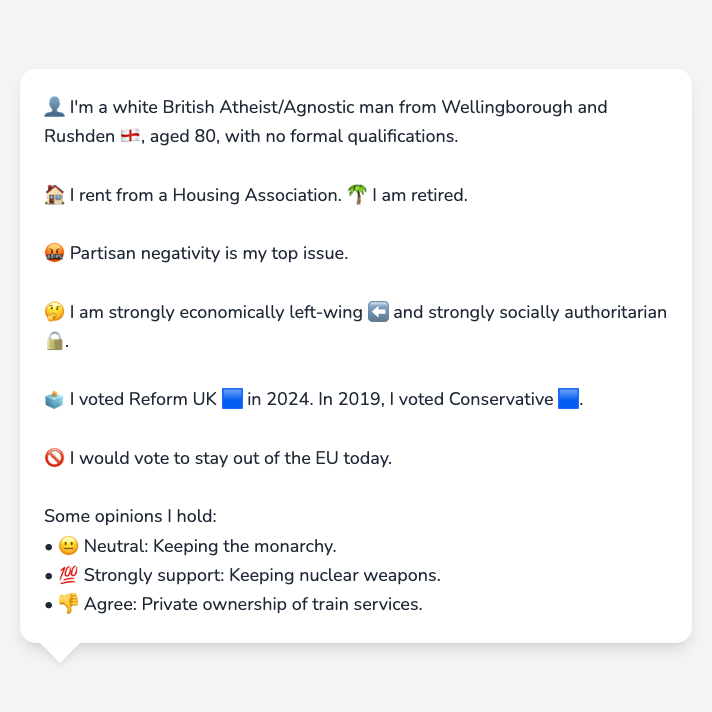 👤 I'm a white British Atheist/Agnostic man from Wellingborough and
Rushden 🏴󠁧󠁢󠁥󠁮󠁧󠁿, aged 80, with no formal qualifications.
🏠 I rent from a Housing Association. 🌴 I am retired.
🤬 Partisan negativity is my top issue.
🤔 I am strongly economically left-wing ⬅️ and strongly socially authoritarian
🔒.
🗳️ I voted Reform UK 🟦 in 2024. In 2019, I voted Conservative 🟦.
🚫 I would vote to stay out of the EU today.
Some opinions I hold:
• 😐 Neutral: Keeping the monarchy.
• 💯 Strongly support: Keeping nuclear weapons.
• 👎 Agree: Private ownership of train services.